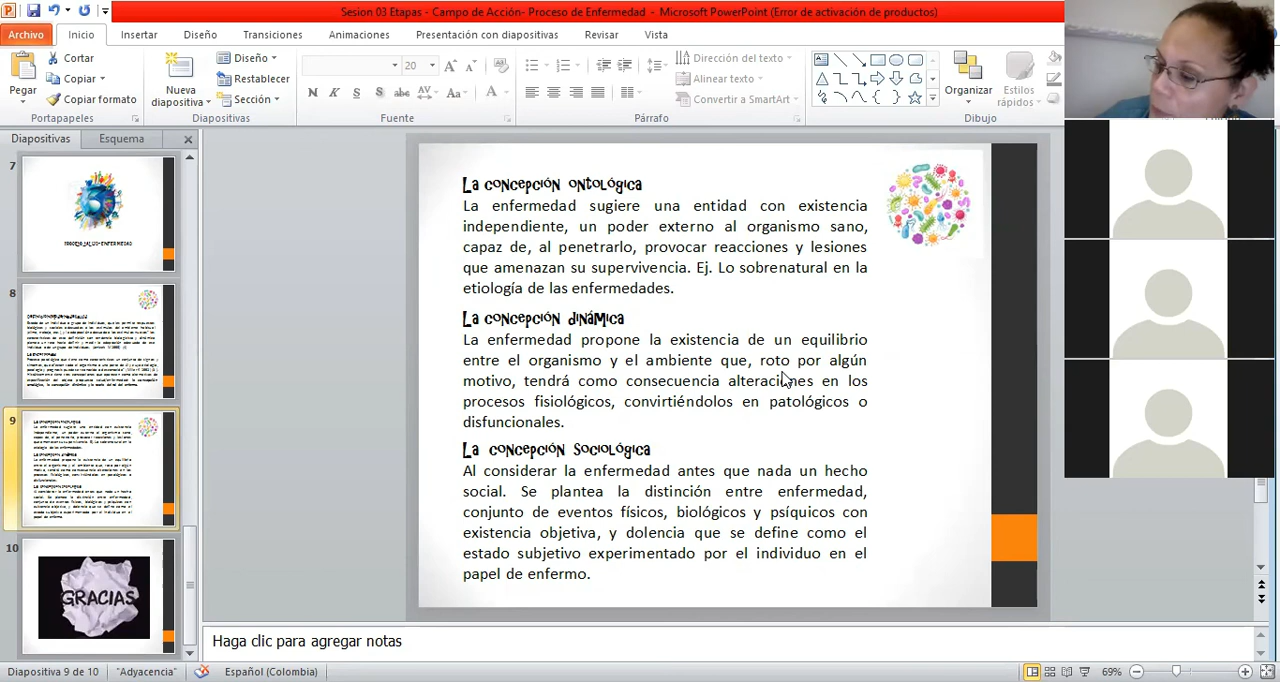 Sesion 03 Etapas - Campo de Acción- Proceso de Enfermedad - Microsoft PowerPoint (Error de activación de productos)
Archivo Inicio Insertar Diseño Transiciones Animaciones Presentación con diapositivas Revisar Vista
Pegar
Cortar
Copiar
Copiar formato
Portapapeles
Nueva diapositiva
Diseño
Restablecer
Sección
Diapositivas
20
N K S S abc AV Aa A
Fuente
Dirección del texto
Alinear texto
Convertir a SmartArt
Párrafo
Organizar
Estilos rápidos
Dibujo
Diapositivas Esquema
7
8
9
10
GRACIAS
La concepción ontológica
La enfermedad sugiere una entidad con existencia
independiente, un poder externo al organismo sano,
capaz de, al penetrarlo, provocar reacciones y lesiones
que amenazan su supervivencia. Ej. Lo sobrenatural en la
etiología de las enfermedades.
La concepción dinámica
La enfermedad propone la existencia de un equilibrio
entre el organismo y el ambiente que, roto por algún
motivo, tendrá como consecuencia alteraciones en los
procesos fisiológicos, convirtiéndolos en patológicos o
disfuncionales.
La concepción Sociológica
Al considerar la enfermedad antes que nada un hecho
social. Se plantea la distinción entre enfermedad,
conjunto de eventos físicos, biológicos y psíquicos con
existencia objetiva, y dolencia que se define como el
estado subjetivo experimentado por el individuo en el
papel de enfermo.
Haga clic para agregar notas
Diapositiva 9 de 10 "Adyacencia" Español (Colombia) 69%